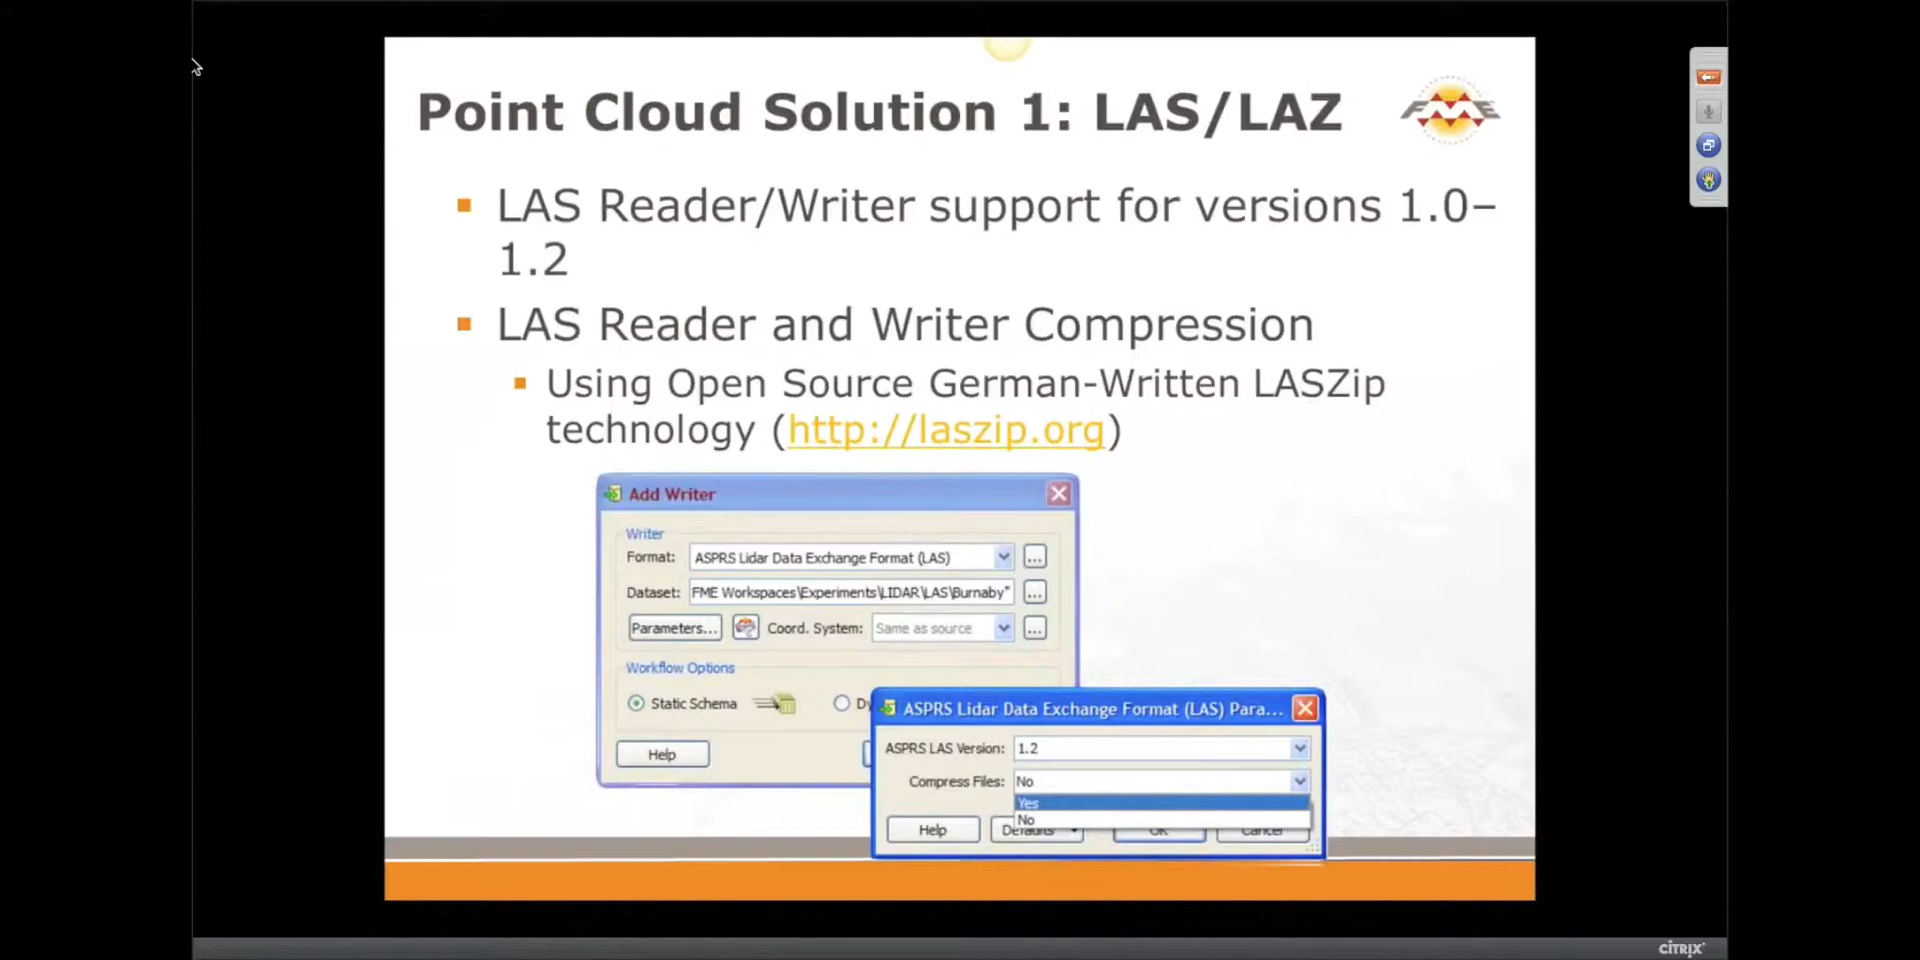 Point Cloud Solution 1: LAS/LAZ
FME
LAS Reader/Writer support for versions 1.0–
1.2
LAS Reader and Writer Compression
Using Open Source German-Written LASZip
technology (http://laszip.org)
Add Writer
Writer
Format: ASPRS Lidar Data Exchange Format (LAS) ...
Dataset: FME Workspaces\Experiments\LIDAR\LAS\Burnaby" ...
Parameters... Coord. System: Same as source ...
Workflow Options
Static Schema
Help
ASPRS Lidar Data Exchange Format (LAS) Para...
ASPRS LAS Version: 1.2
Compress Files: No
Yes
No
Help Defaults OK Cancel
CITRIX